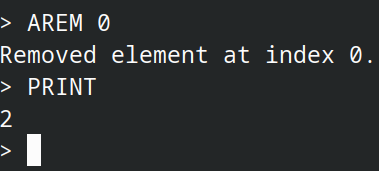 > AREM 0
Removed element at index 0.
> PRINT
2
>